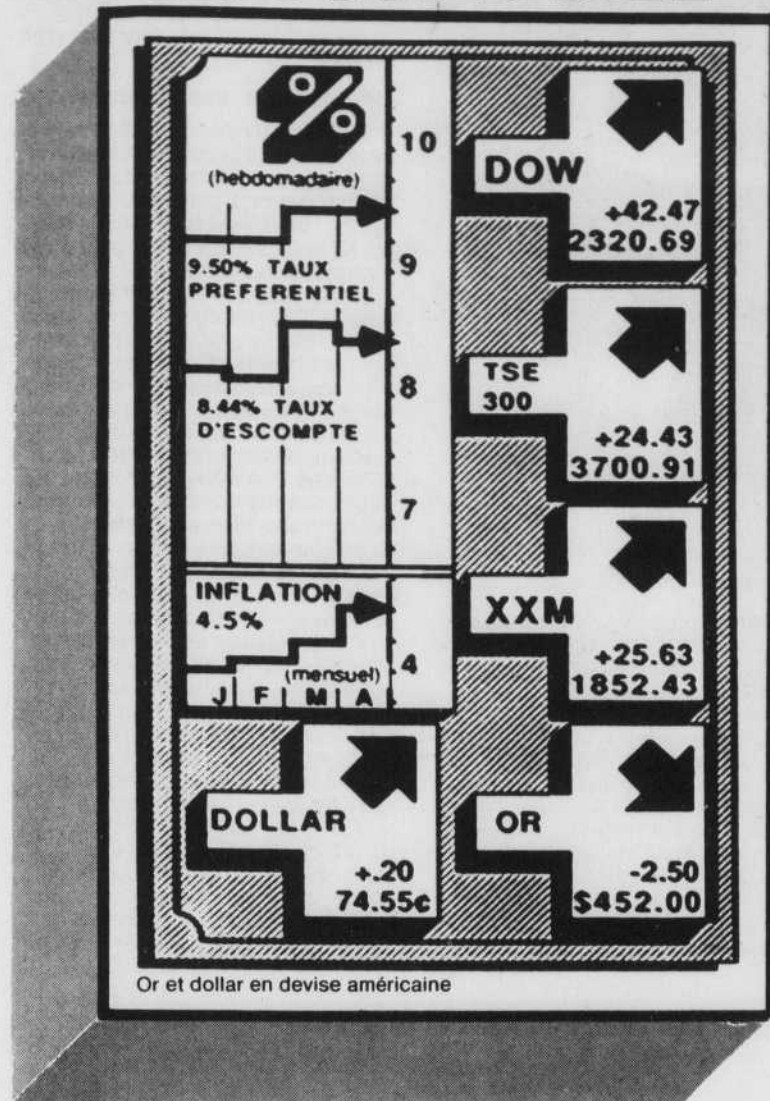 %
(hebdomadaire)
10
9.50% TAUX
PREFERENTIEL
9
8.44% TAUX
D'ESCOMPTE
8
7
INFLATION
4.5%
(mensuel)
4
J F M A
DOW
+42.47
2320.69
TSE
300
+24.43
3700.91
XXM
+25.63
1852.43
DOLLAR
+.20
74.55¢
OR
-2.50
$452.00
Or et dollar en devise américaine